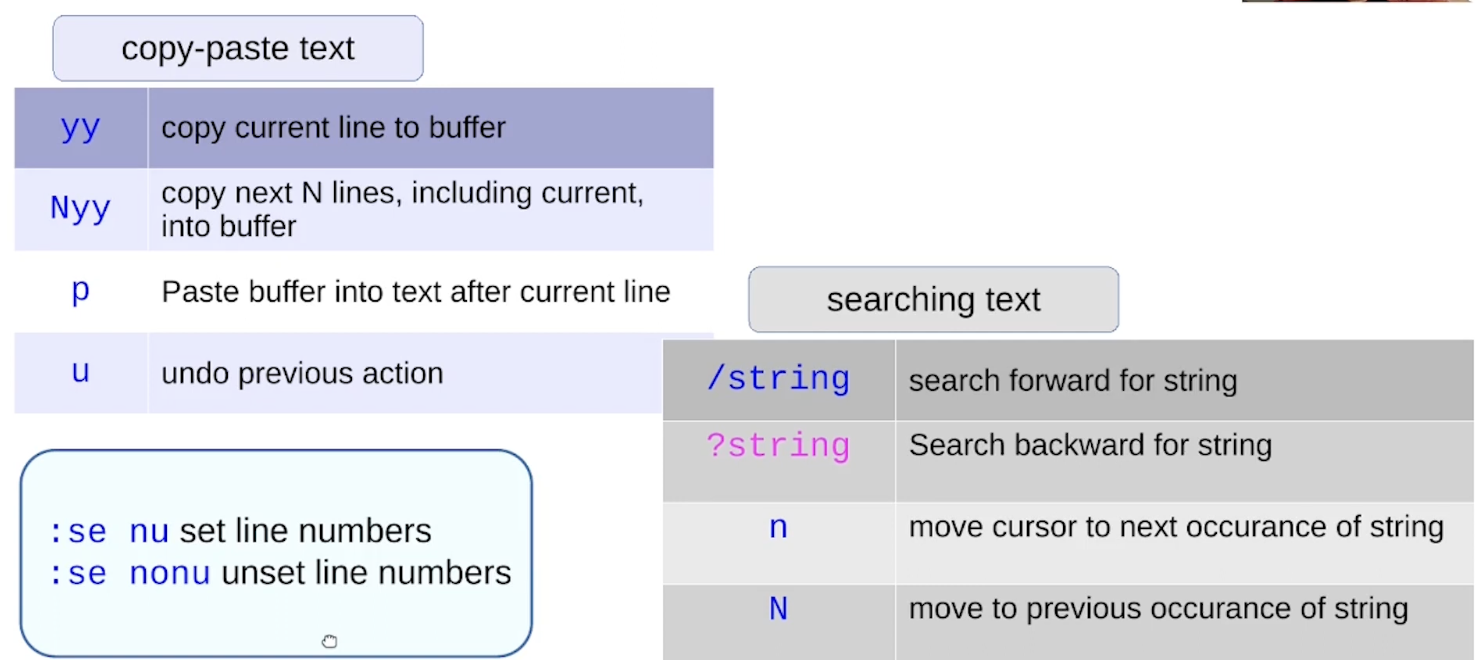 copy-paste text
yy copy current line to buffer
Nyy copy next N lines, including current,
into buffer
p Paste buffer into text after current line
u undo previous action
:se nu set line numbers
:se nonu unset line numbers
searching text
/string search forward for string
?string Search backward for string
n move cursor to next occurance of string
N move to previous occurance of string